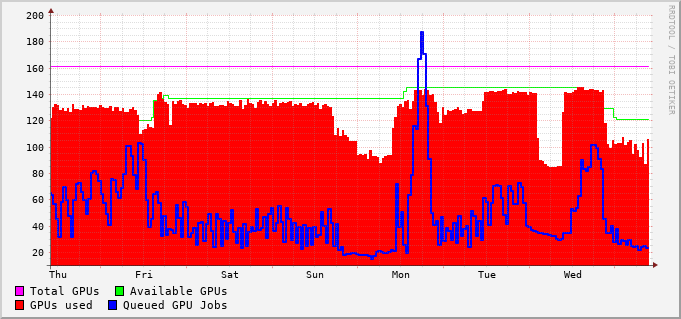 RRDTOOL / TOBI OETIKER
200
180
160
140
120
100
80
60
40
20
Thu Fri Sat Sun Mon Tue Wed
Total GPUs Available GPUs
GPUs used Queued GPU Jobs